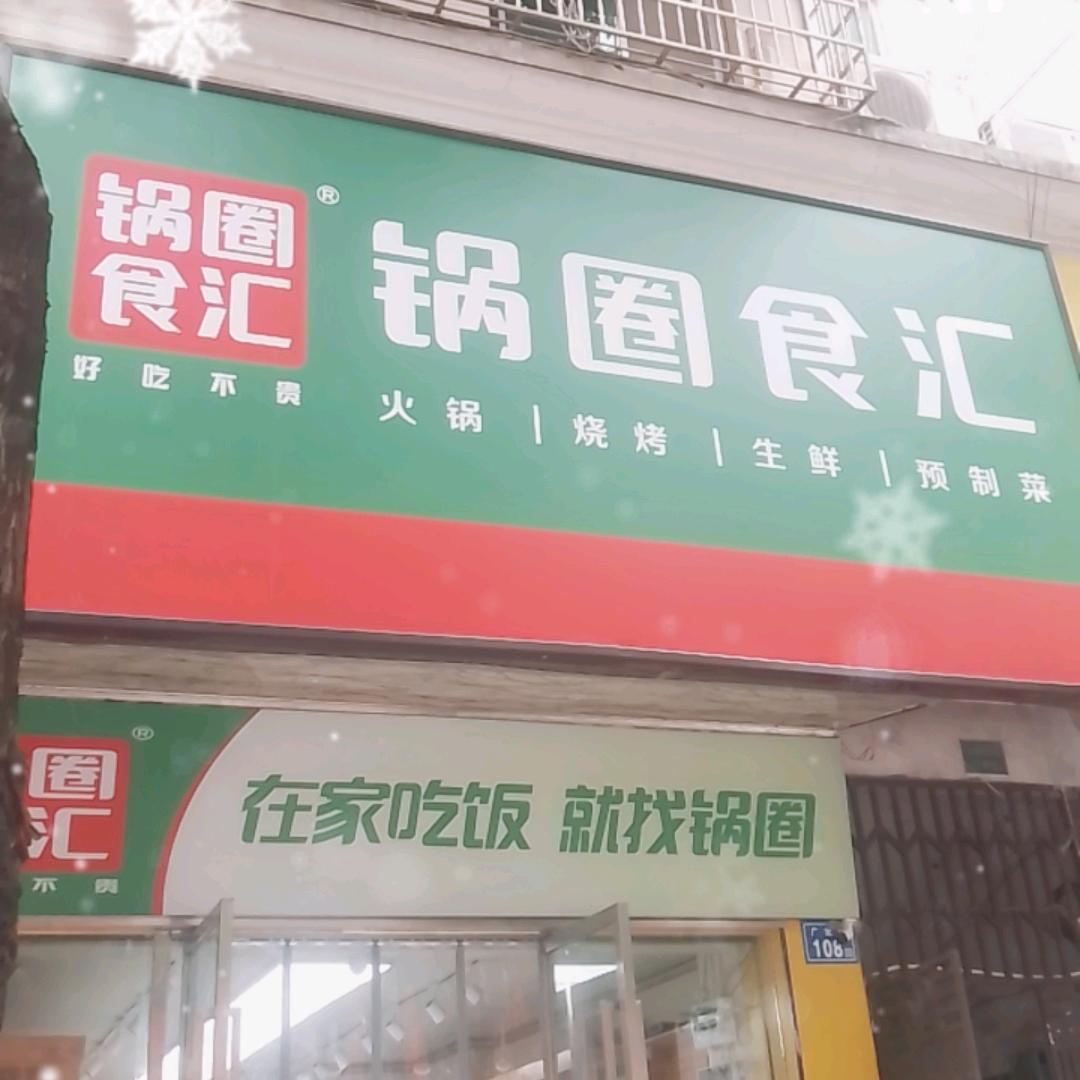 锅圈
食汇
®
好吃不贵
锅圈食汇
火锅 | 烧烤 | 生鲜 | 预制菜
圈
汇
®
不贵
在家吃饭 就找锅圈
108